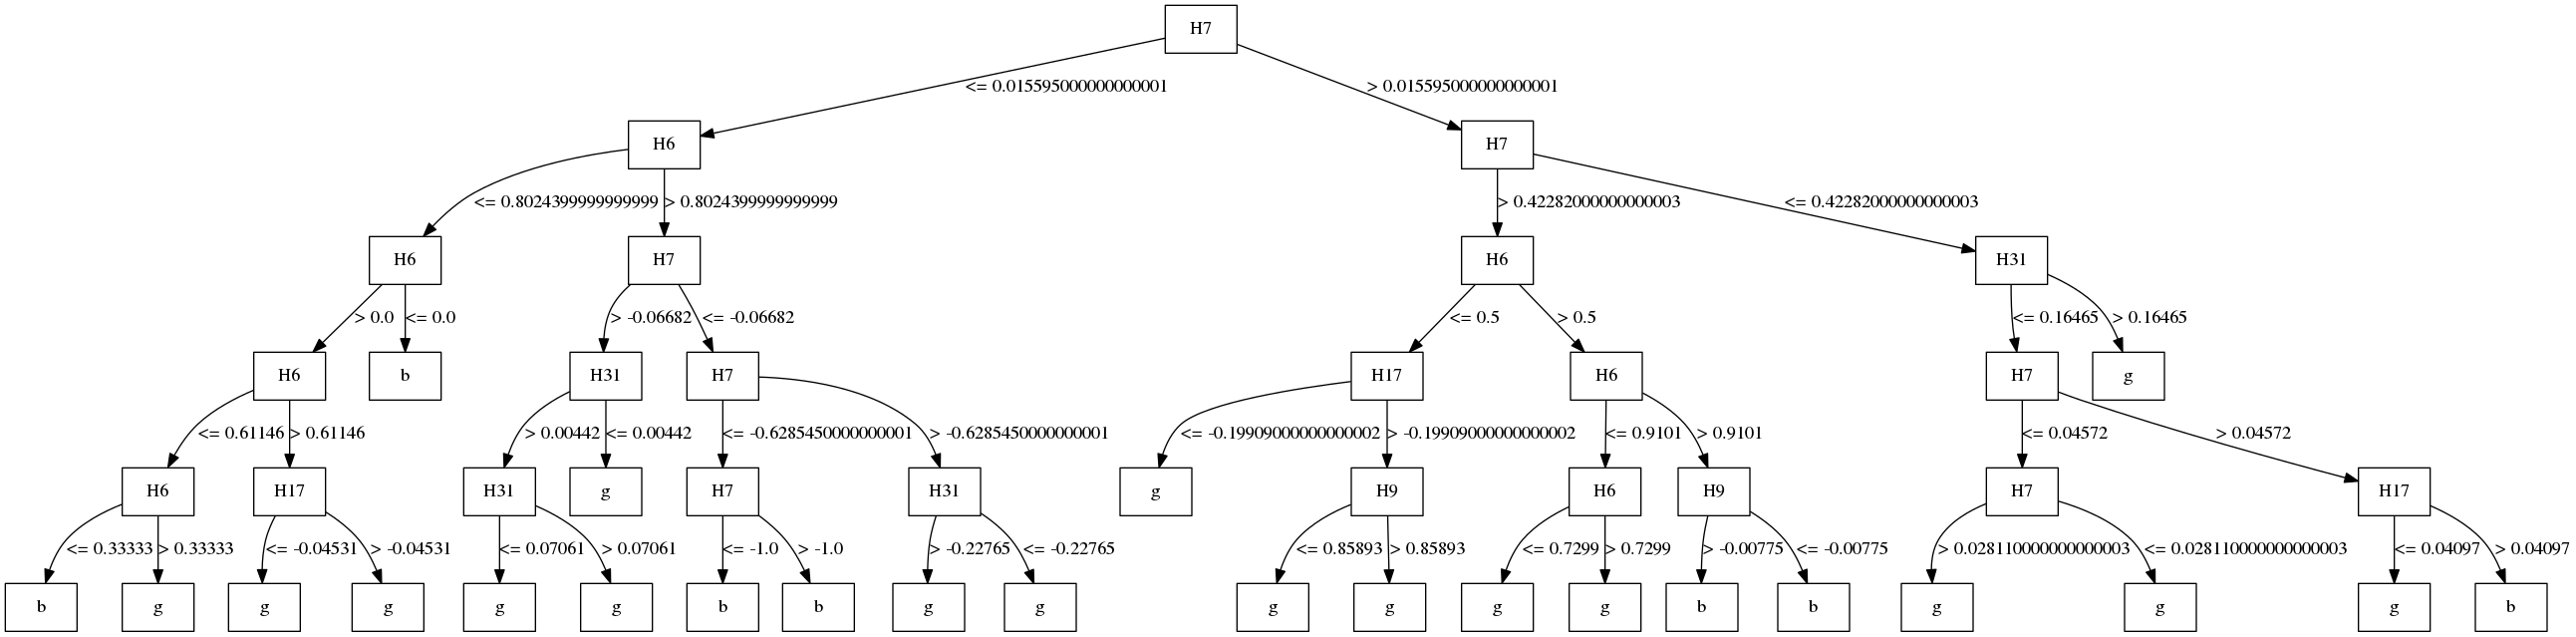 H7
<= 0.015595000000000001
> 0.015595000000000001
H6
H7
<= 0.8024399999999999
> 0.8024399999999999
> 0.42282000000000003
<= 0.42282000000000003
H6
H7
H6
H31
> 0.0
<= 0.0
> -0.06682
<= -0.06682
<= 0.5
> 0.5
<= 0.16465
> 0.16465
H6
b
H31
H7
H17
H6
H7
g
<= 0.61146
> 0.61146
> 0.00442
<= 0.00442
<= -0.6285450000000001
> -0.6285450000000001
<= -0.19909000000000002
> -0.19909000000000002
<= 0.9101
> 0.9101
<= 0.04572
> 0.04572
H6
H17
H31
g
H7
H31
g
H9
H6
H9
H7
H17
<= 0.33333
> 0.33333
<= -0.04531
> -0.04531
<= 0.07061
> 0.07061
<= -1.0
> -1.0
> -0.22765
<= -0.22765
<= 0.85893
> 0.85893
<= 0.7299
> 0.7299
> -0.00775
<= -0.00775
> 0.028110000000000003
<= 0.028110000000000003
<= 0.04097
> 0.04097
b
g
g
g
g
g
b
b
g
g
g
g
g
g
b
b
g
g
g
b